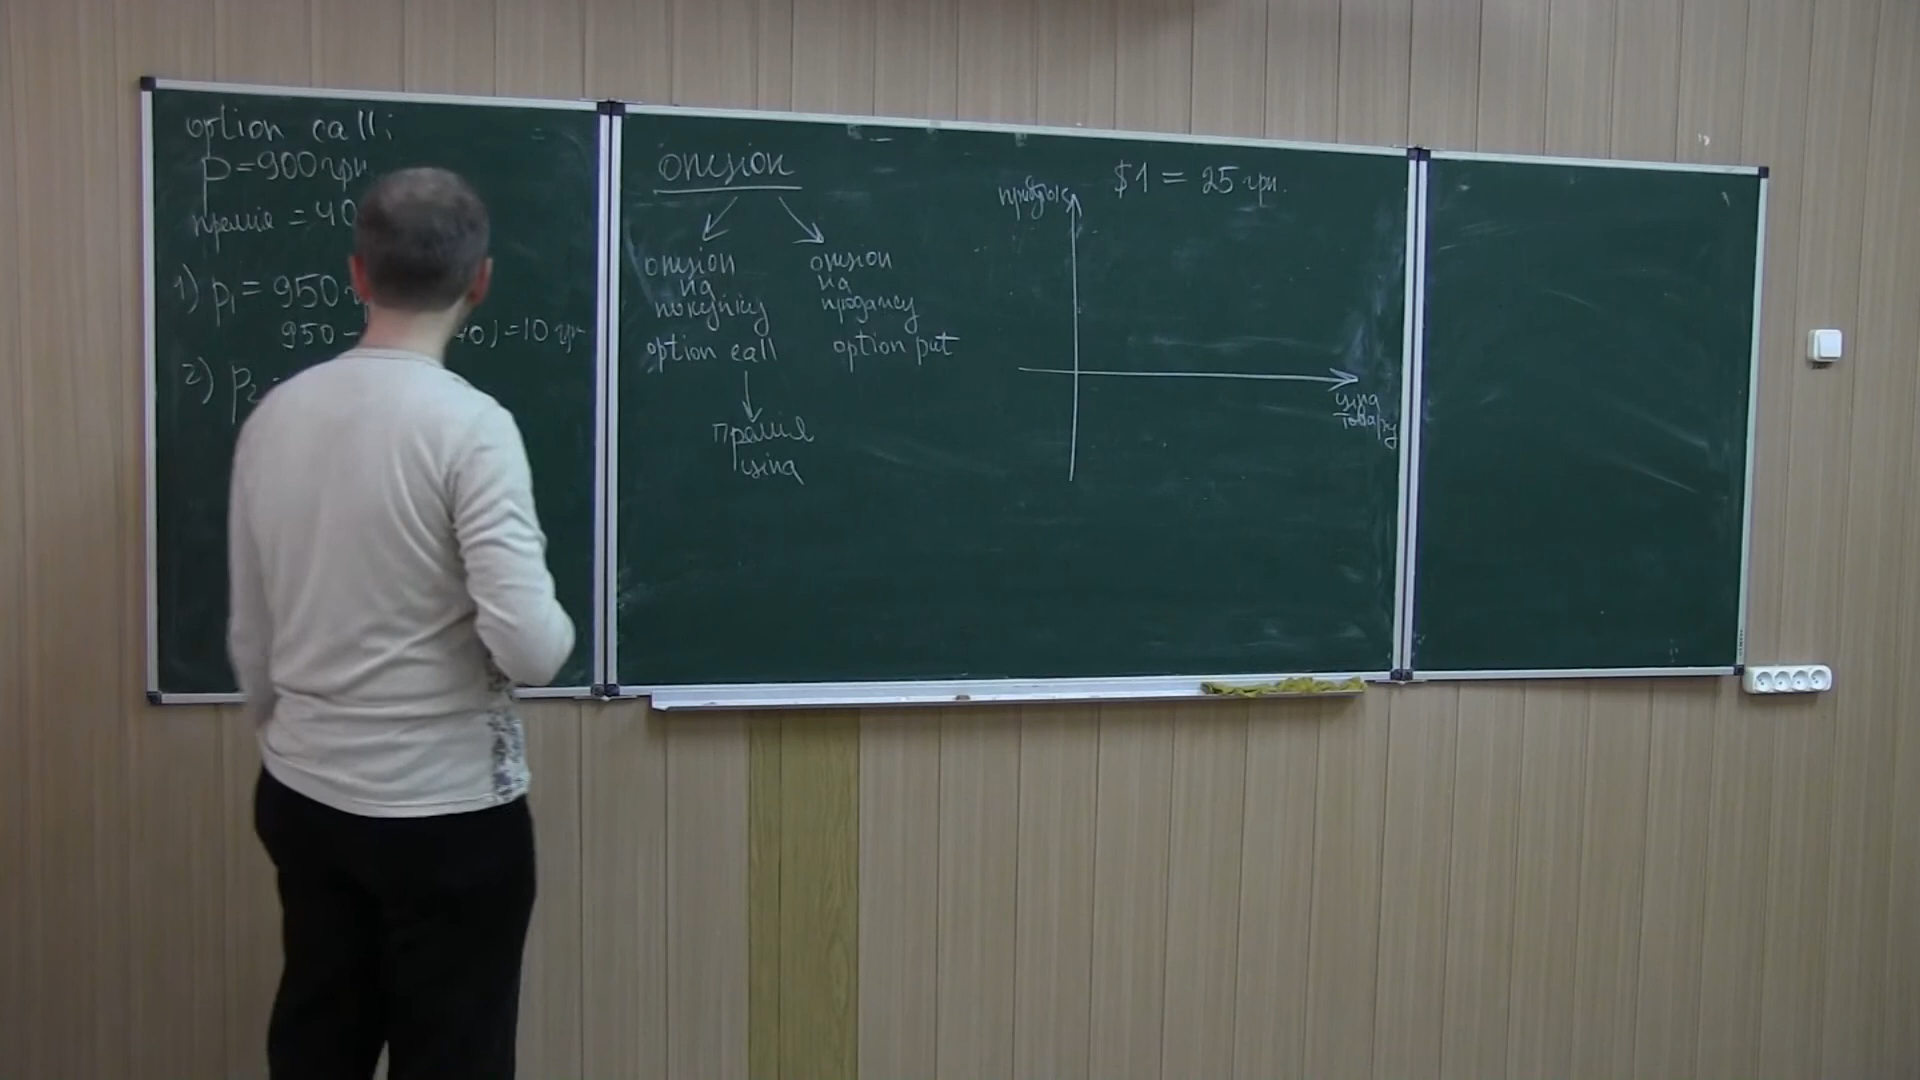 option call:
p=900 грн
премія = 40
1) p₁ = 950
950 – 40) = 10 грн
2) p₂
опціон
опціон
на
покупку
option call
премія
ціна
опціон
на
продажу
option put
$1 = 25 грн.
прибуток
ціна
товару